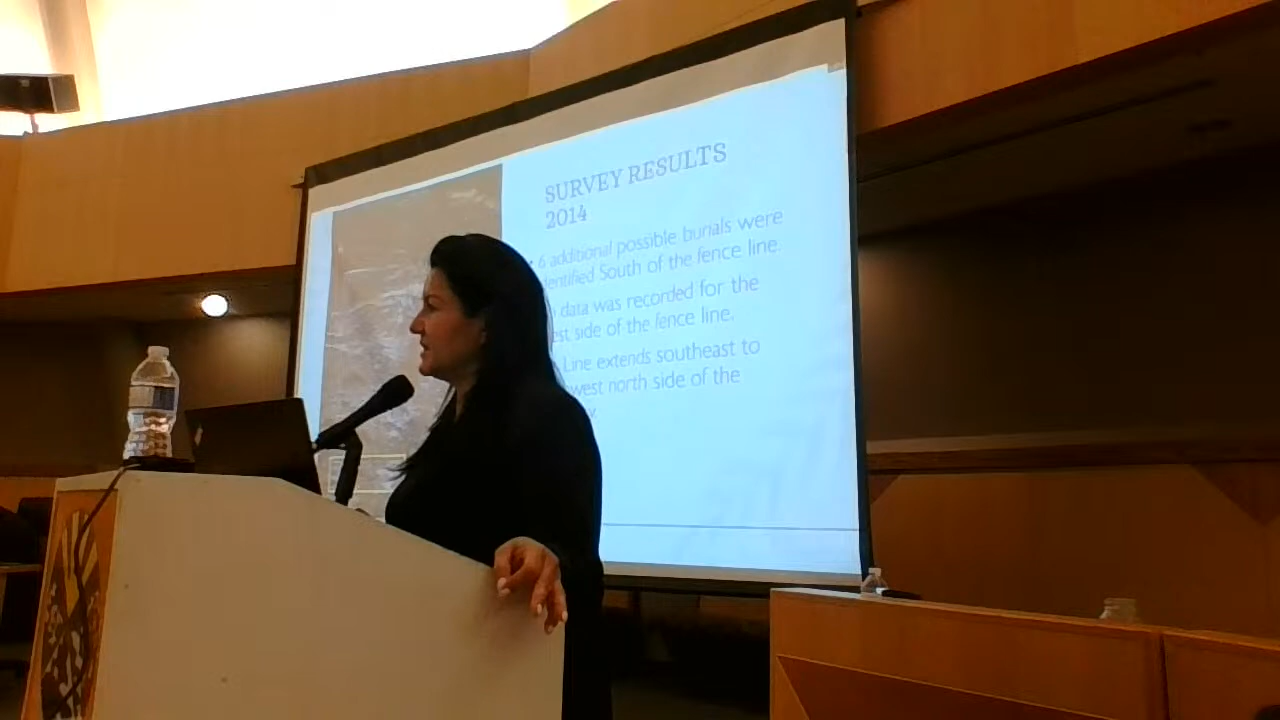 SURVEY RESULTS
2014
• 6 additional possible burials were
identified South of the fence line.
data was recorded for the
side of the fence line.
Line extends southeast to
west north side of the